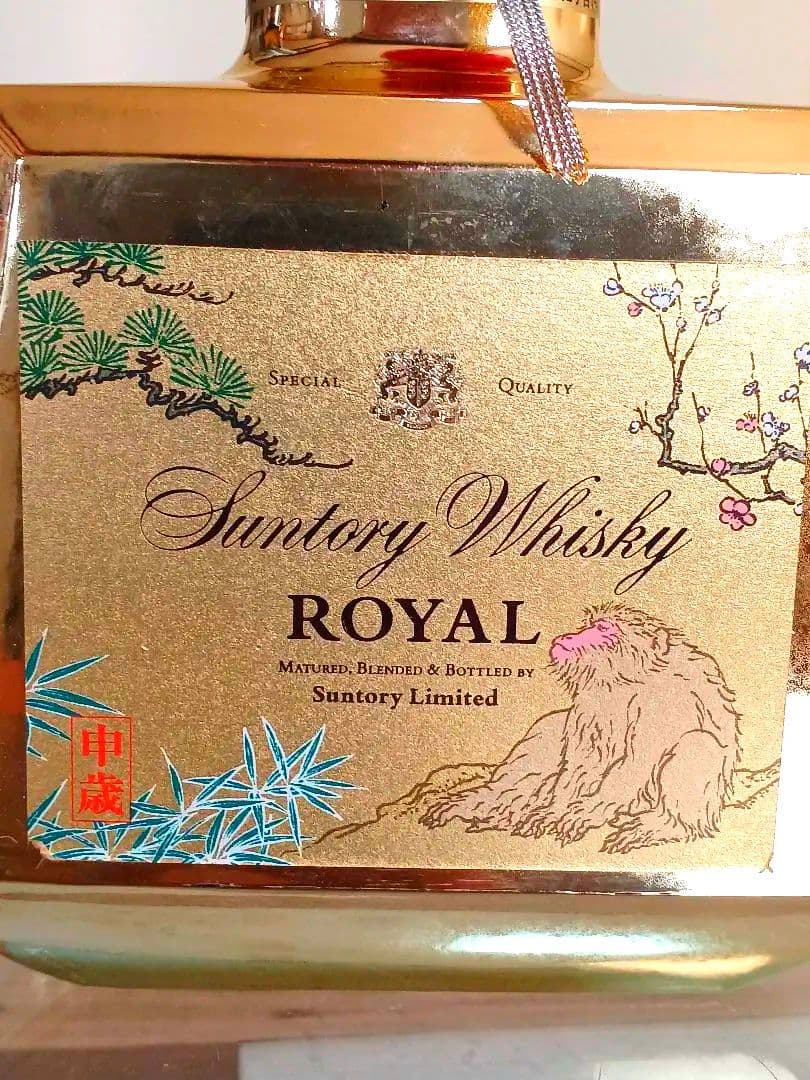 SPECIAL QUALITY
Suntory Whisky
ROYAL
MATURED, BLENDED & BOTTLED BY
Suntory Limited
申歳